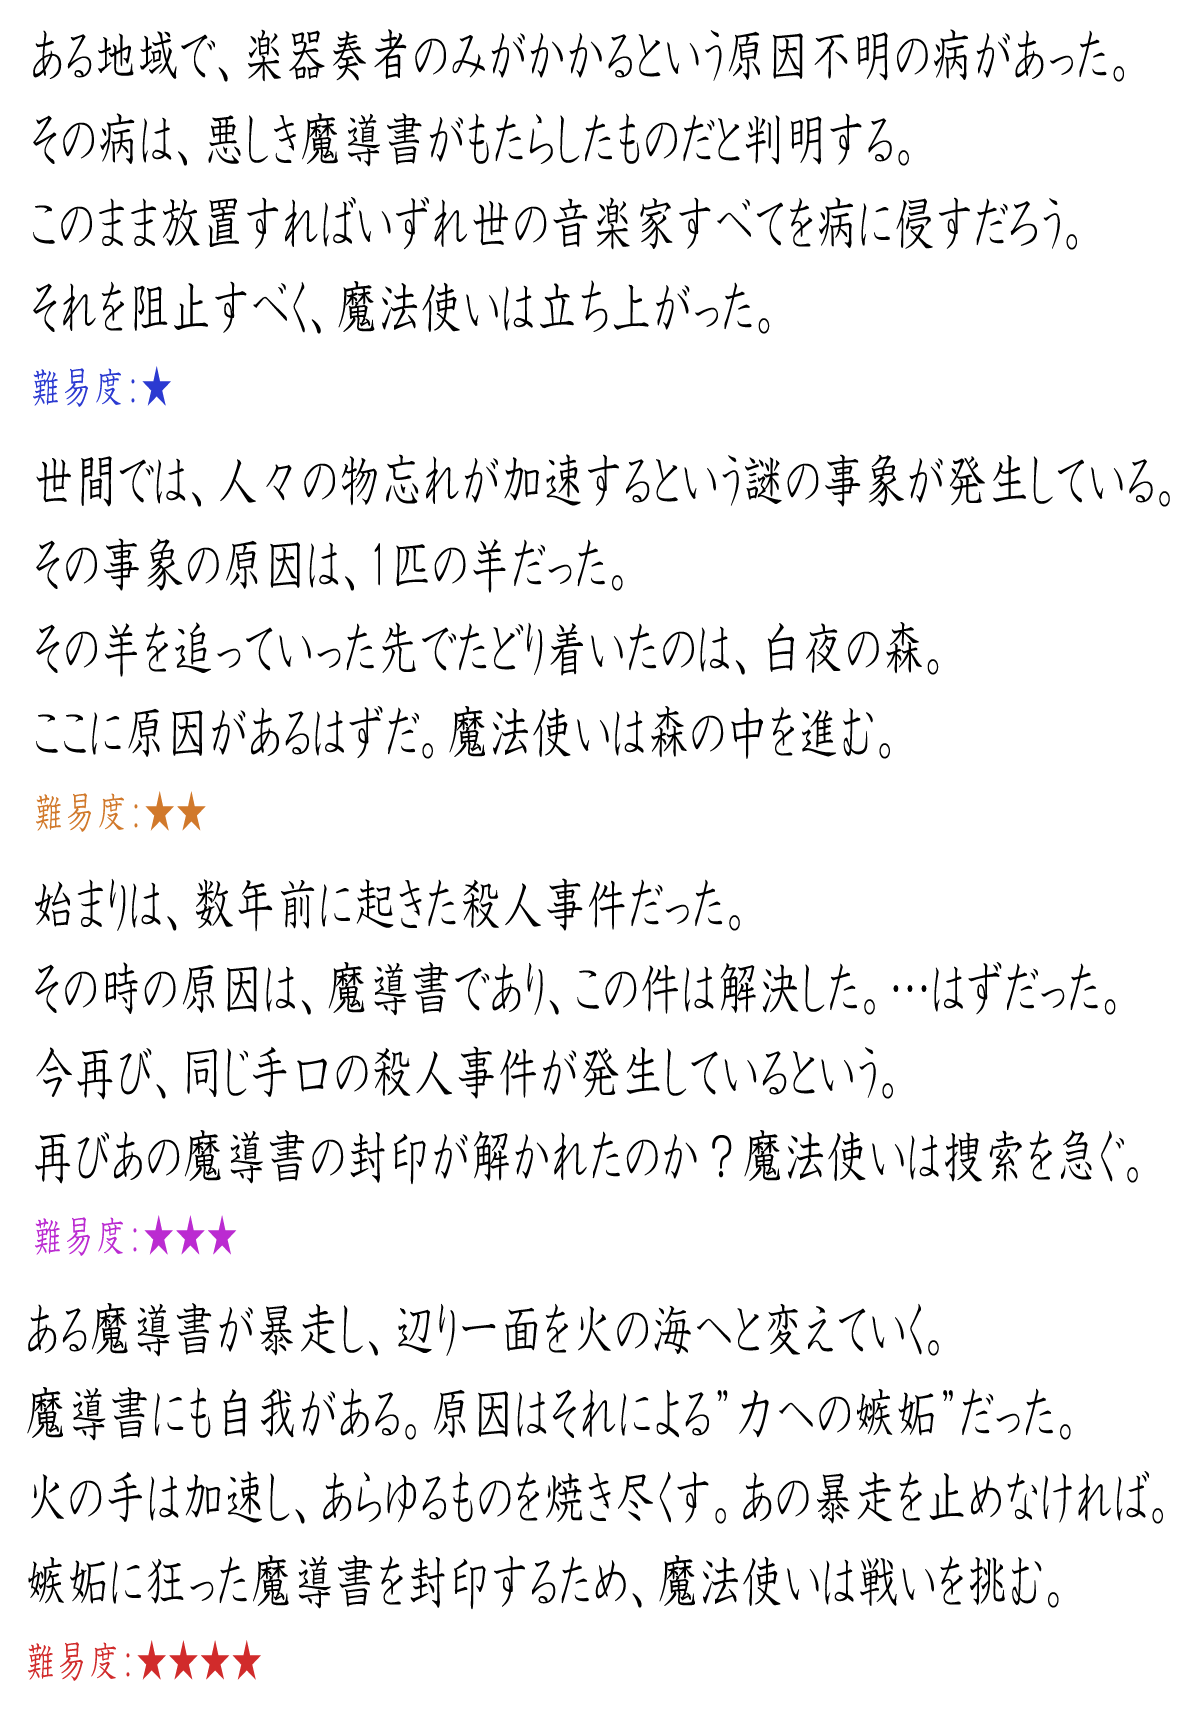 ある地域で、楽器奏者のみがかかるという原因不明の病があった。
その病は、悪しき魔導書がもたらしたものだと判明する。
このまま放置すればいずれ世の音楽家すべてを病に侵すだろう。
それを阻止すべく、魔法使いは立ち上がった。
難易度:★
世間では、人々の物忘れが加速するという謎の事象が発生している。
その事象の原因は、1匹の羊だった。
その羊を追っていった先でたどり着いたのは、白夜の森。
ここに原因があるはずだ。魔法使いは森の中を進む。
難易度:★★
始まりは、数年前に起きた殺人事件だった。
その時の原因は、魔導書であり、この件は解決した。…はずだった。
今再び、同じ手口の殺人事件が発生しているという。
再びあの魔導書の封印が解かれたのか？魔法使いは捜索を急ぐ。
難易度:★★★
ある魔導書が暴走し、辺り一面を火の海へと変えていく。
魔導書にも自我がある。原因はそれによる”力への嫉妬”だった。
火の手は加速し、あらゆるものを焼き尽くす。あの暴走を止めなければ。
嫉妬に狂った魔導書を封印するため、魔法使いは戦いを挑む。
難易度:★★★★